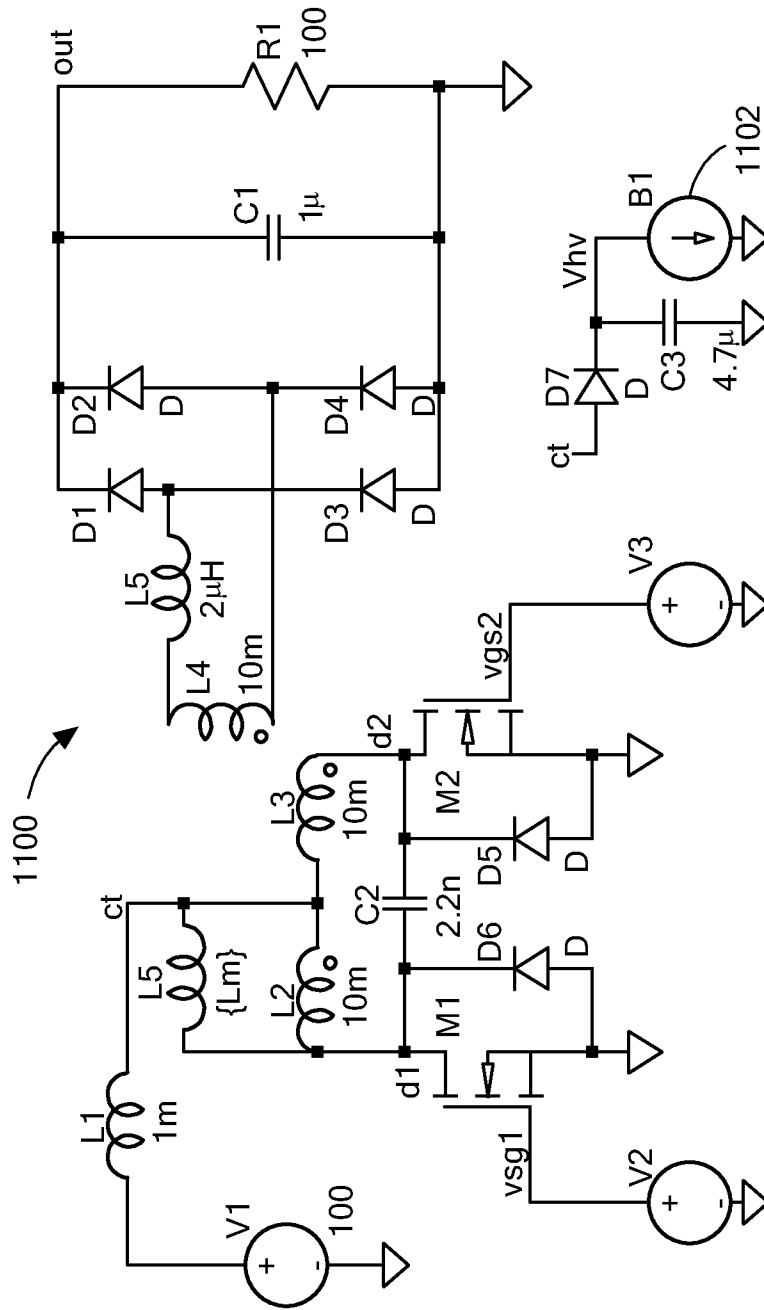 1100
V1
+
-
100
L1
1m
ct
L5
{Lm}
L2
10m
L3
10m
L4
10m
L5
2μH
D1
D2
D
D3
D
D4
D
C1
1μ
out
R1
100
d1
vsg1
M1
V2
+
-
D6
D
C2
2.2n
D5
D
M2
d2
vgs2
V3
+
-
ct
D7
D
C3
4.7μ
Vhv
B1
1102